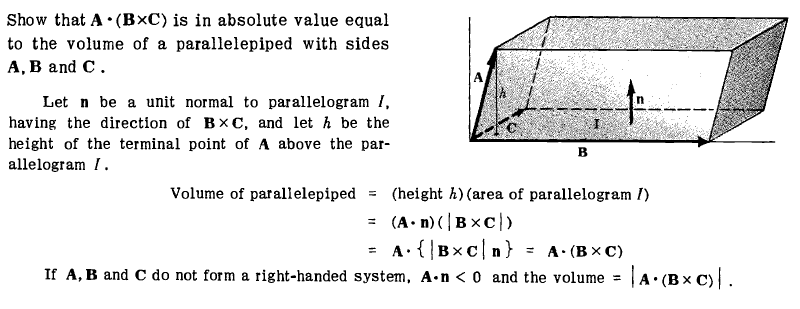 Show that A · (B×C) is in absolute value equal
to the volume of a parallelepiped with sides
A, B and C .
Let n be a unit normal to parallelogram I,
having the direction of B×C, and let h be the
height of the terminal point of A above the par-
allelogram I.
A
h
C
n
I
B
Volume of parallelepiped = (height h)(area of parallelogram I)
= (A · n)(|B×C|)
= A · {|B×C| n} = A · (B×C)
If A, B and C do not form a right-handed system, A·n < 0 and the volume = |A · (B×C)| .